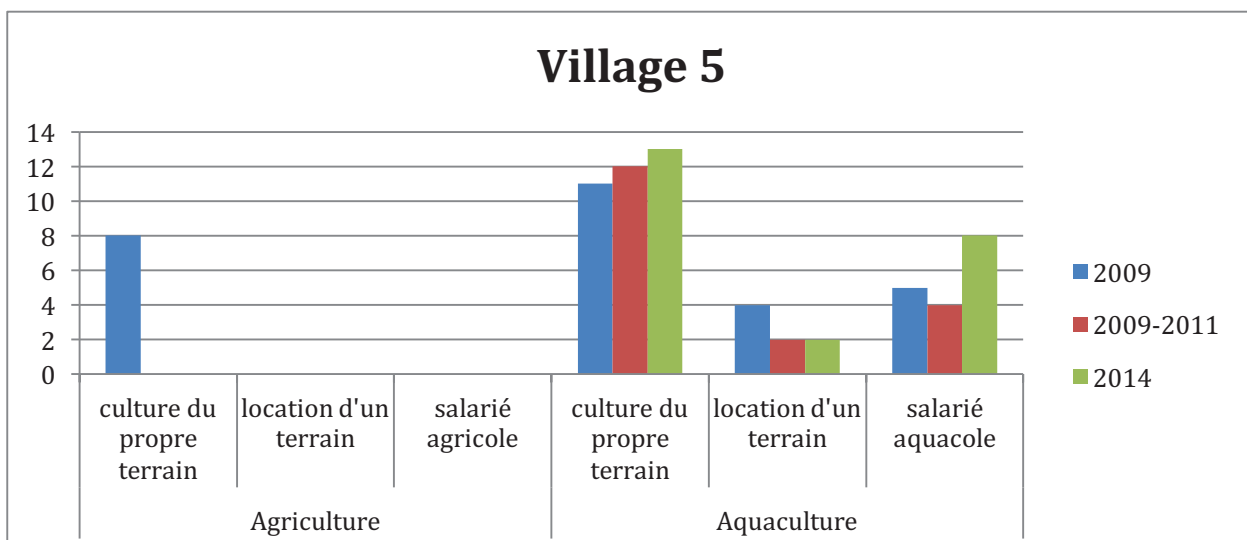 Village 5
14
12
10
8
6
4
2
0
culture du
propre
terrain
location d'un
terrain
salarié
agricole
culture du
propre
terrain
location d'un
terrain
salarié
aquacole
Agriculture
Aquaculture
2009
2009-2011
2014